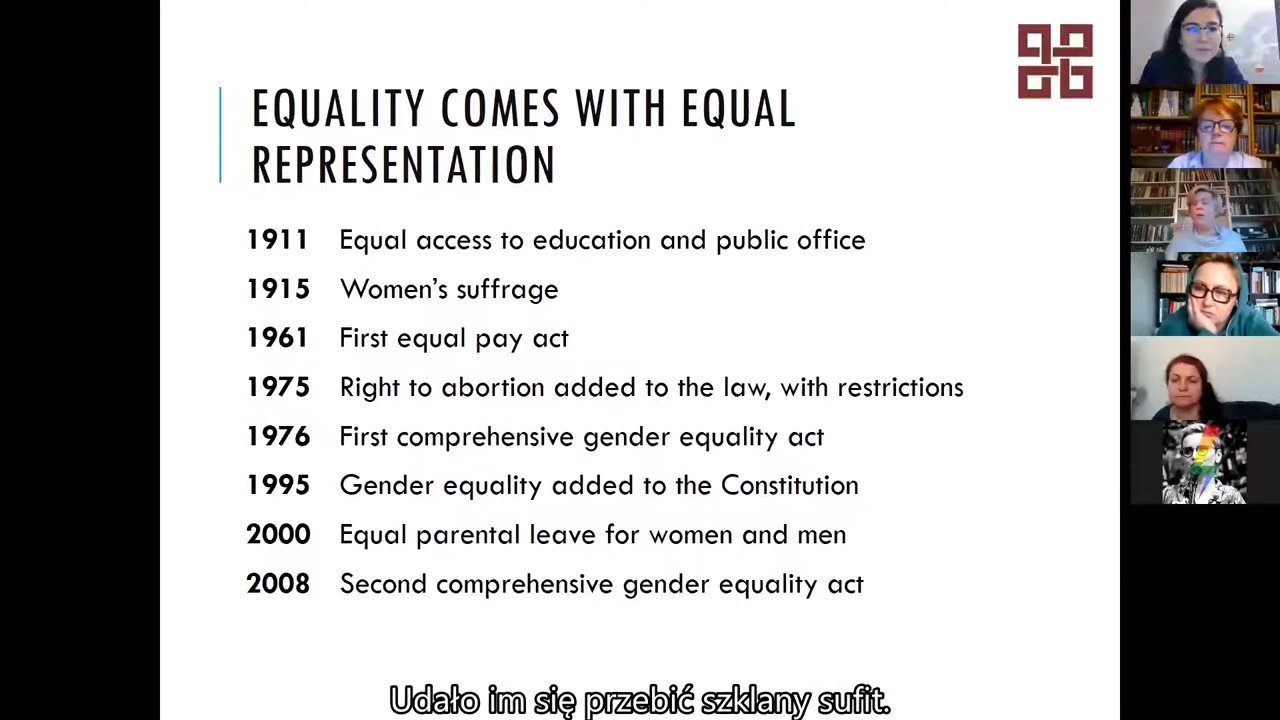 EQUALITY COMES WITH EQUAL
REPRESENTATION
1911 Equal access to education and public office
1915 Women’s suffrage
1961 First equal pay act
1975 Right to abortion added to the law, with restrictions
1976 First comprehensive gender equality act
1995 Gender equality added to the Constitution
2000 Equal parental leave for women and men
2008 Second comprehensive gender equality act
Udało im się przebić szklany sufit.